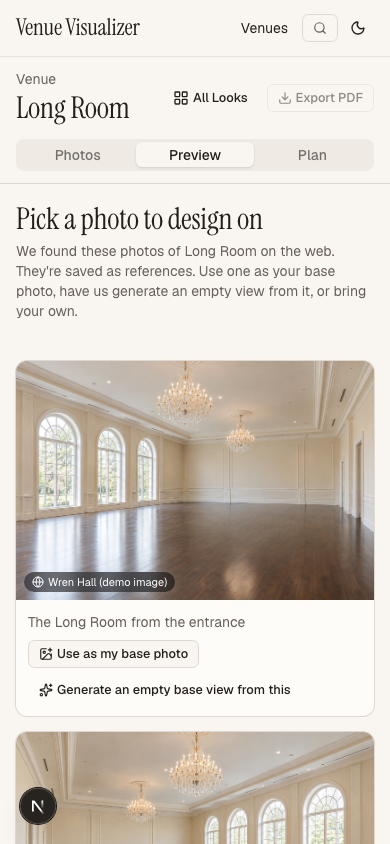 Venue Visualizer
Venues
Venue
Long Room
All Looks
Export PDF
Photos
Preview
Plan
Pick a photo to design on
We found these photos of Long Room on the web.
They're saved as references. Use one as your base
photo, have us generate an empty view from it, or bring
your own.
Wren Hall (demo image)
The Long Room from the entrance
Use as my base photo
Generate an empty base view from this
N